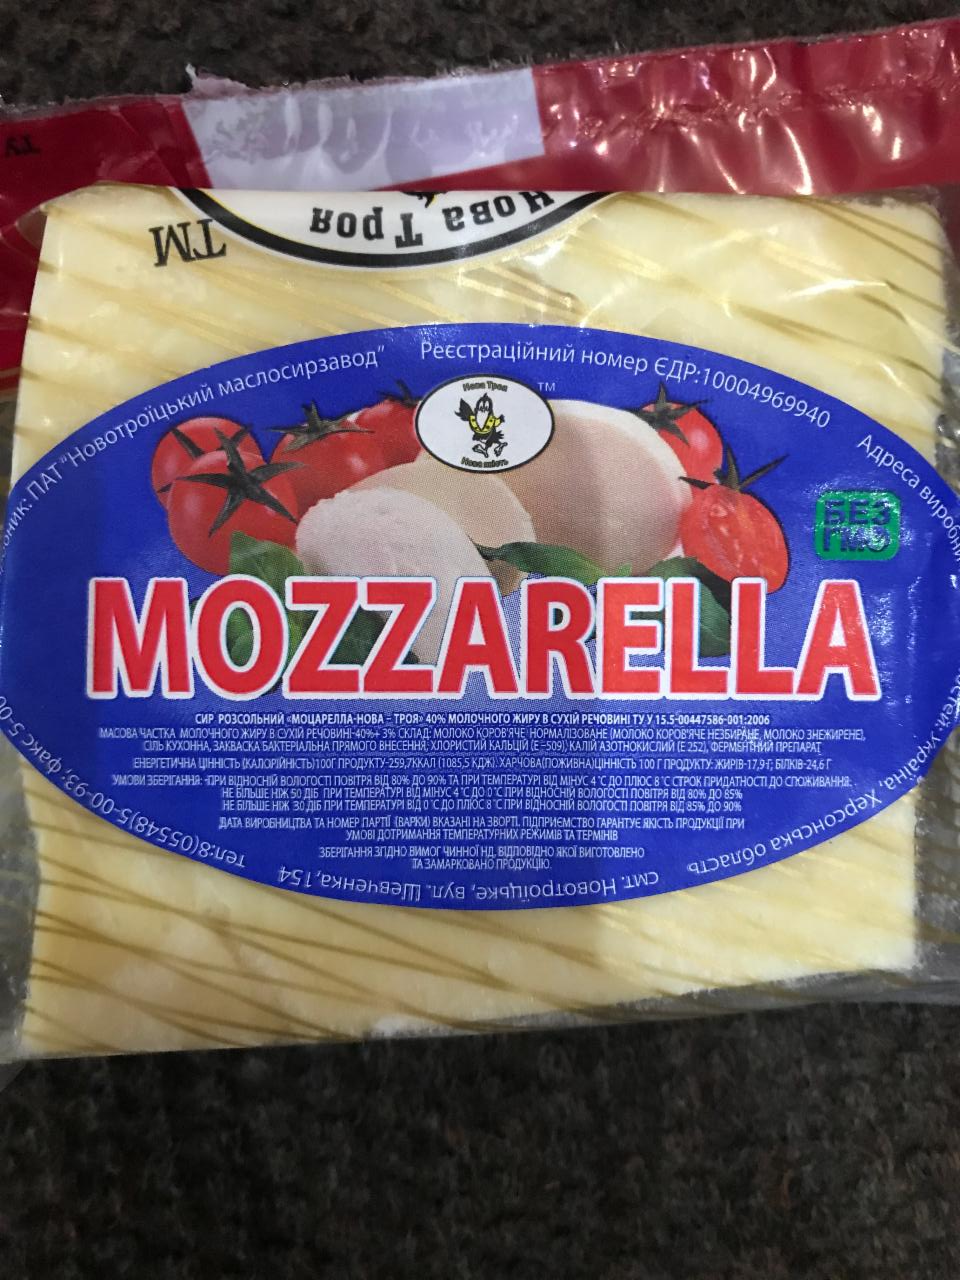 ТУ
Нова Троя
ТМ
ПАТ "Новотроїцький маслосирзавод" Реєстраційний номер ЄДР:10004969940 Адреса
Нова Троя
ТМ
Нова якість
БЕЗ
ГМО
MOZZARELLA
СИР РОЗСОЛЬНИЙ «МОЦАРЕЛЛА-НОВА – ТРОЯ» 40% МОЛОЧНОГО ЖИРУ В СУХІЙ РЕЧОВИНІ ТУ У 15.5-00447586-001:2006
МАСОВА ЧАСТКА МОЛОЧНОГО ЖИРУ В СУХІЙ РЕЧОВИНІ-40%+ 3% СКЛАД: МОЛОКО КОРОВ'ЯЧЕ НОРМАЛІЗОВАНЕ (МОЛОКО КОРОВ'ЯЧЕ НЕЗБИРАНЕ, МОЛОКО ЗНЕЖИРЕНЕ),
СІЛЬ КУХОННА, ЗАКВАСКА БАКТЕРІАЛЬНА ПРЯМОГО ВНЕСЕННЯ, ХЛОРИСТИЙ КАЛЬЦІЙ (Е –509), КАЛІЙ АЗОТНОКИСЛИЙ (Е 252), ФЕРМЕНТНИЙ ПРЕПАРАТ
ЕНЕРГЕТИЧНА ЦІННІСТЬ (КАЛОРІЙНІСТЬ)100Г ПРОДУКТУ-259,7ККАЛ (1085,5 КДЖ). ХАРЧОВА(ПОЖИВНА)ЦІННІСТЬ 100 Г ПРОДУКТУ: ЖИРІВ-17,9 Г; БІЛКІВ-24,6 Г
УМОВИ ЗБЕРІГАННЯ: ПРИ ВІДНОСНІЙ ВОЛОГОСТІ ПОВІТРЯ ВІД 80% ДО 90% ТА ПРИ ТЕМПЕРАТУРІ ВІД МІНУС 4˚С ДО ПЛЮС 8˚С СТРОК ПРИДАТНОСТІ ДО СПОЖИВАННЯ:
НЕ БІЛЬШЕ НІЖ 50 ДІБ ПРИ ТЕМПЕРАТУРІ ВІД МІНУС 4˚С ДО 0˚С ПРИ ВІДНОСНІЙ ВОЛОГОСТІ ПОВІТРЯ ВІД 80% ДО 85%
НЕ БІЛЬШЕ НІЖ 30 ДІБ ПРИ ТЕМПЕРАТУРІ ВІД 0˚С ДО ПЛЮС 8˚С ПРИ ВІДНОСНІЙ ВОЛОГОСТІ ПОВІТРЯ ВІД 85% ДО 90%
ДАТА ВИРОБНИЦТВА ТА НОМЕР ПАРТІЇ (ВАРКИ) ВКАЗАНІ НА ЗВОРТІ. ПІДПРИЄМСТВО ГАРАНТУЄ ЯКІСТЬ ПРОДУКЦІЇ ПРИ
УМОВІ ДОТРИМАННЯ ТЕМПЕРАТУРНИХ РЕЖИМІВ ТА ТЕРМІНІВ
ЗБЕРІГАННЯ ЗГІДНО ВИМОГ ЧИННОЇ НД, ВІДПОВІДНО ЯКОЇ ВИГОТОВЛЕНО
ТА ЗАМАРКОВАНО ПРОДУКЦІЮ.
Україна, Херсонська область
смт. Новотроїцьке, вул. Шевченка,154
тел:8(05548)5-00-93; факс 5-00